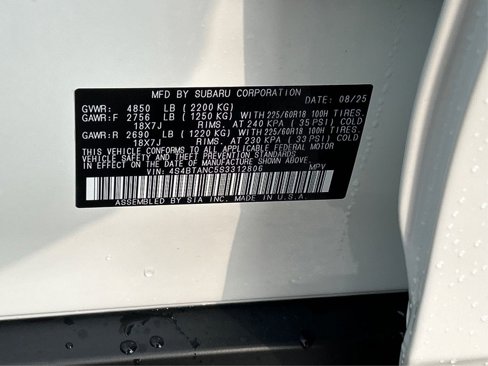 MFD BY SUBARU CORPORATION
DATE: 08/25
GVWR: 4850 LB (2200 KG)
GAWR:F 2756 LB (1250 KG) WITH 225/60R18 100H TIRES.
18X7J RIMS. AT 240 KPA (35 PSI) COLD
GAWR:R 2690 LB (1220 KG) WITH 225/60R18 100H TIRES.
18X7J RIMS. AT 230 KPA (33 PSI) COLD
THIS VEHICLE CONFORMS TO ALL APPLICABLE FEDERAL MOTOR
VEHICLE SAFETY AND THEFT PREVENTION STANDARDS
IN EFFECT ON THE DATE OF MANUFACTURE SHOWN ABOVE.
VIN: 4S4BTANC5S3312806 MPV
ASSEMBLED BY SIA INC. MADE IN U.S.A.